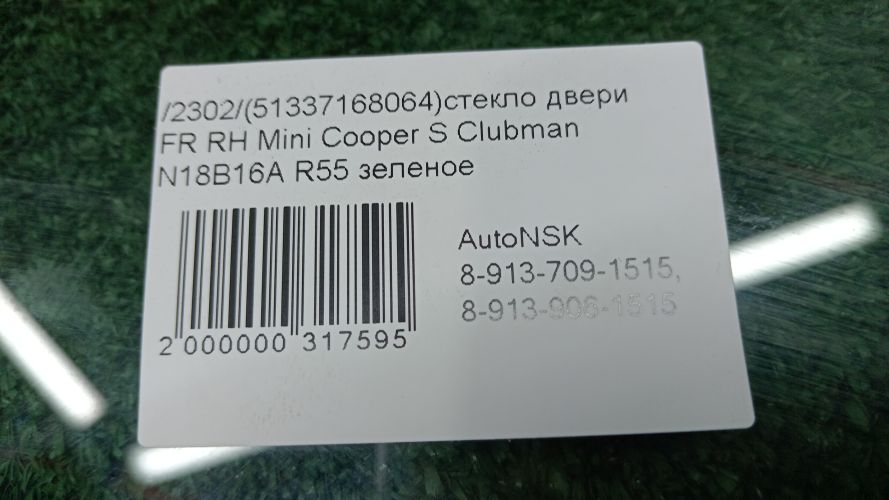 /2302/(51337168064)стекло двери
FR RH Mini Cooper S Clubman
N18B16A R55 зеленое
AutoNSK
8-913-709-1515,
8-913-906-1515
2 000000 317595